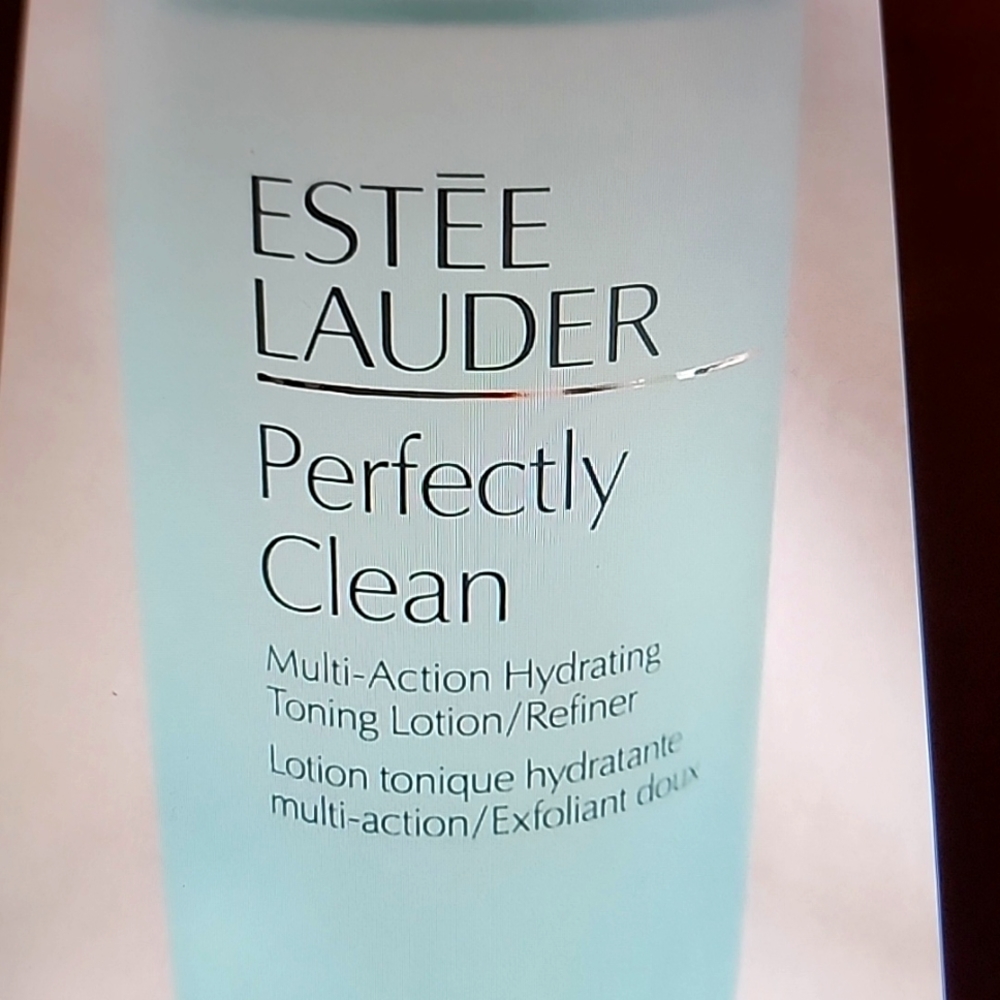 ESTĒE
LAUDER
Perfectly
Clean
Multi-Action Hydrating
Toning Lotion/Refiner
Lotion tonique hydratante
multi-action/Exfoliant doux